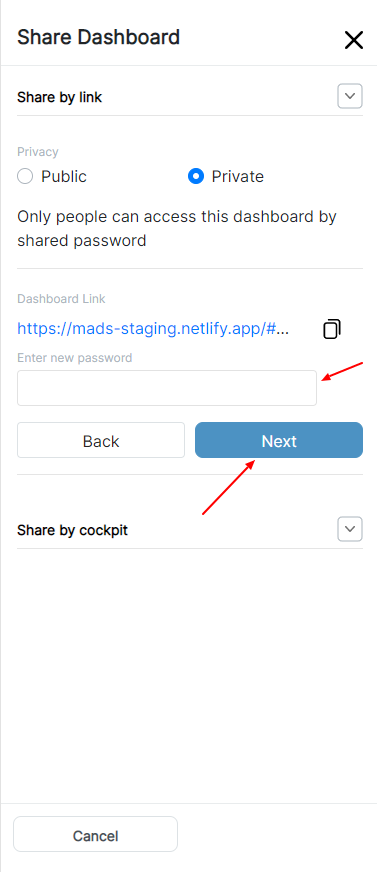 Share Dashboard
Share by link
Privacy
Public
Private
Only people can access this dashboard by
shared password
Dashboard Link
https://mads-staging.netlify.app/#...
Enter new password
Back
Next
Share by cockpit
Cancel